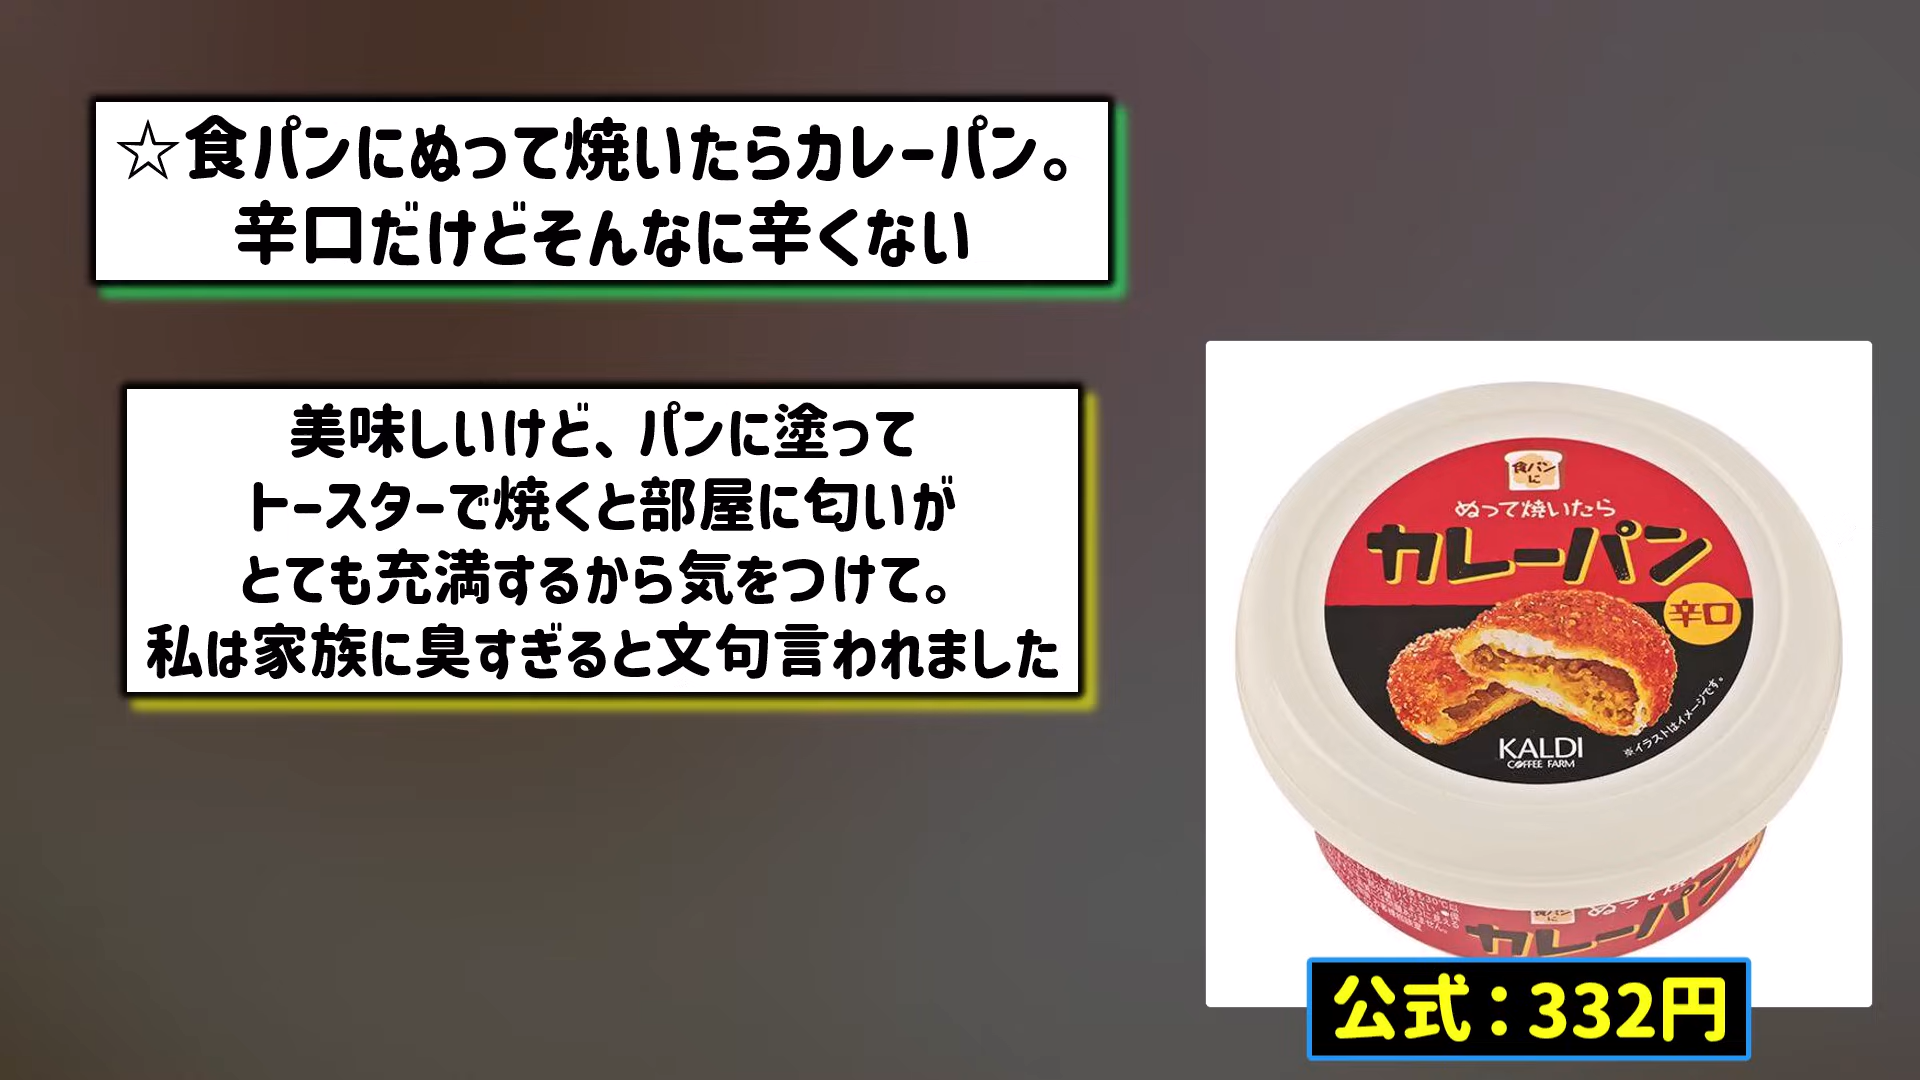 ☆食パンにぬって焼いたらカレーパン。
辛口だけどそんなに辛くない
美味しいけど、パンに塗って
トースターで焼くと部屋に匂いが
とても充満するから気をつけて。
私は家族に臭すぎると文句言われました
食パン
に
ぬって焼いたら
カレーパン
辛口
※イラストはイメージです。
KALDI
COFFEE FARM
食パン
に
ぬって焼
カレーパン
公式：332円